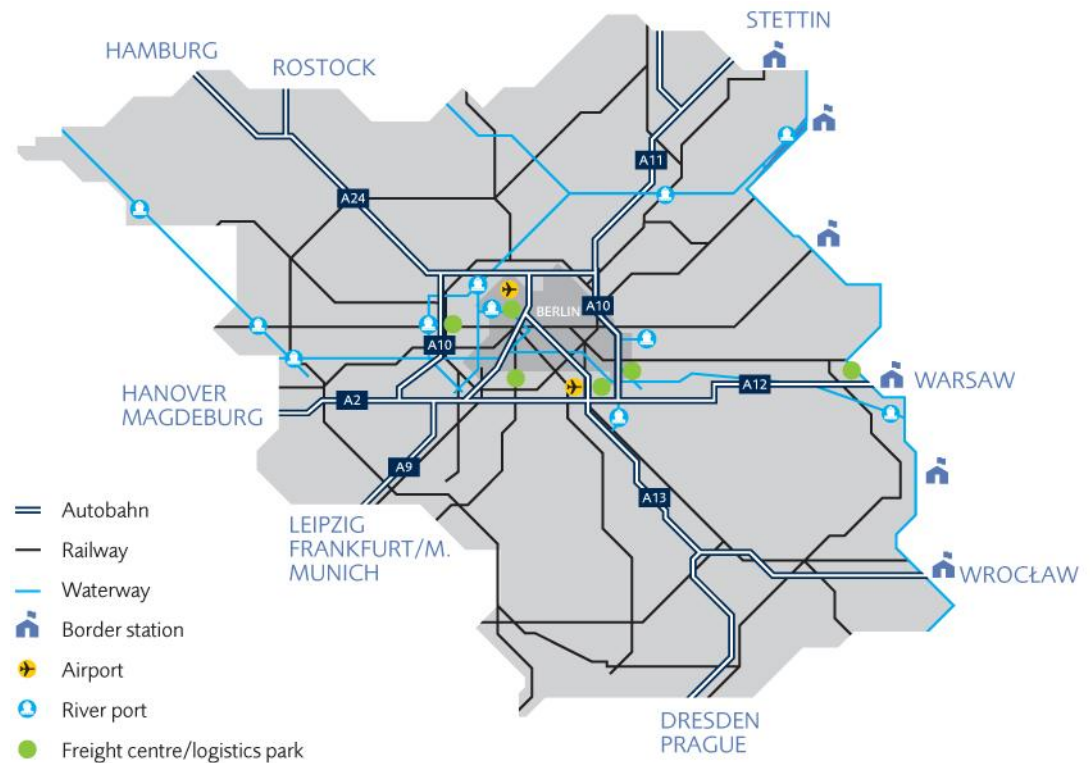 STETTIN
HAMBURG
ROSTOCK
A11
A24
BERLIN
A10
A10
HANOVER
MAGDEBURG
A2
A12
WARSAW
A9
A13
LEIPZIG
FRANKFURT/M.
MUNICH
WROCŁAW
DRESDEN
PRAGUE
Autobahn
Railway
Waterway
Border station
Airport
River port
Freight centre/logistics park